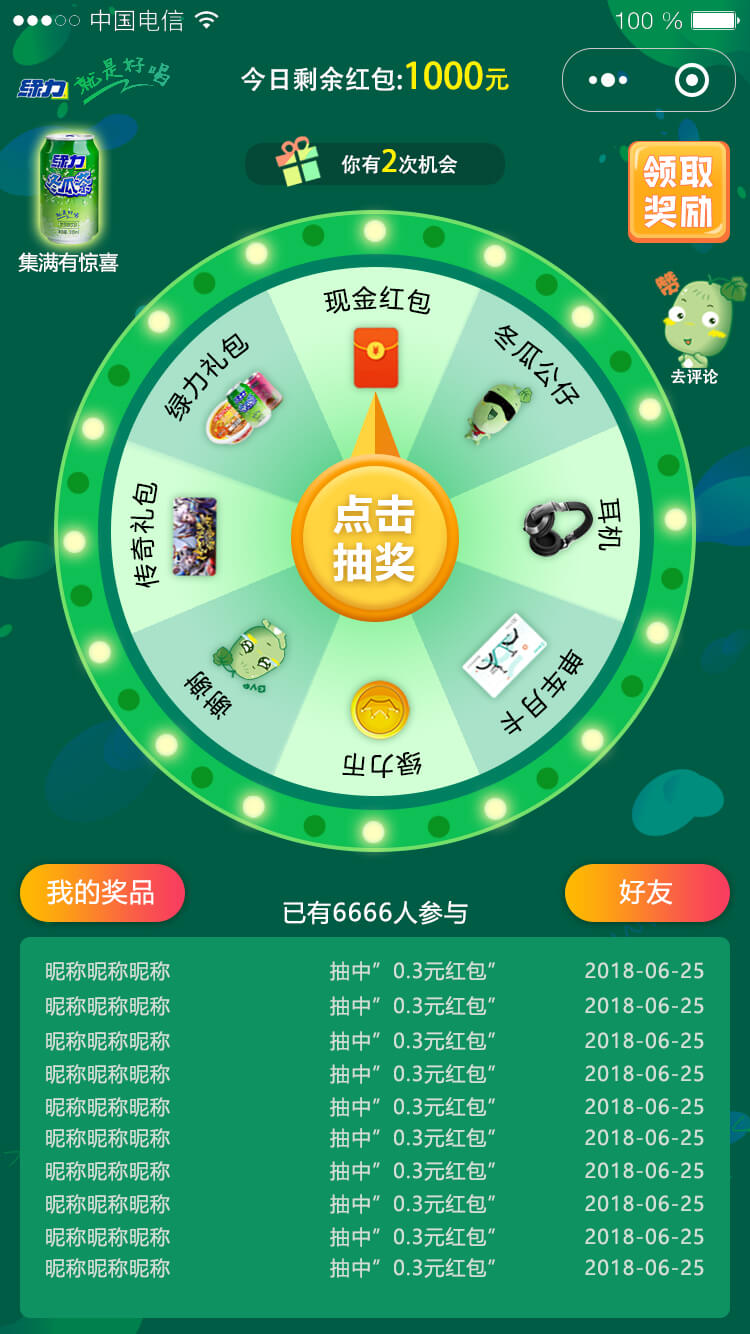 中国电信
100 %
绿力
就是好喝
今日剩余红包:1000元
你有2次机会
领取
奖励
绿力
冬瓜茶
集满有惊喜
赞
去评论
现金红包
冬瓜公仔
耳机
单车月卡
绿力币
谢谢
传奇礼包
绿力礼包
点击
抽奖
我的奖品
已有6666人参与
好友
昵称昵称昵称 抽中”0.3元红包” 2018-06-25
昵称昵称昵称 抽中”0.3元红包” 2018-06-25
昵称昵称昵称 抽中”0.3元红包” 2018-06-25
昵称昵称昵称 抽中”0.3元红包” 2018-06-25
昵称昵称昵称 抽中”0.3元红包” 2018-06-25
昵称昵称昵称 抽中”0.3元红包” 2018-06-25
昵称昵称昵称 抽中”0.3元红包” 2018-06-25
昵称昵称昵称 抽中”0.3元红包” 2018-06-25
昵称昵称昵称 抽中”0.3元红包” 2018-06-25
昵称昵称昵称 抽中”0.3元红包” 2018-06-25